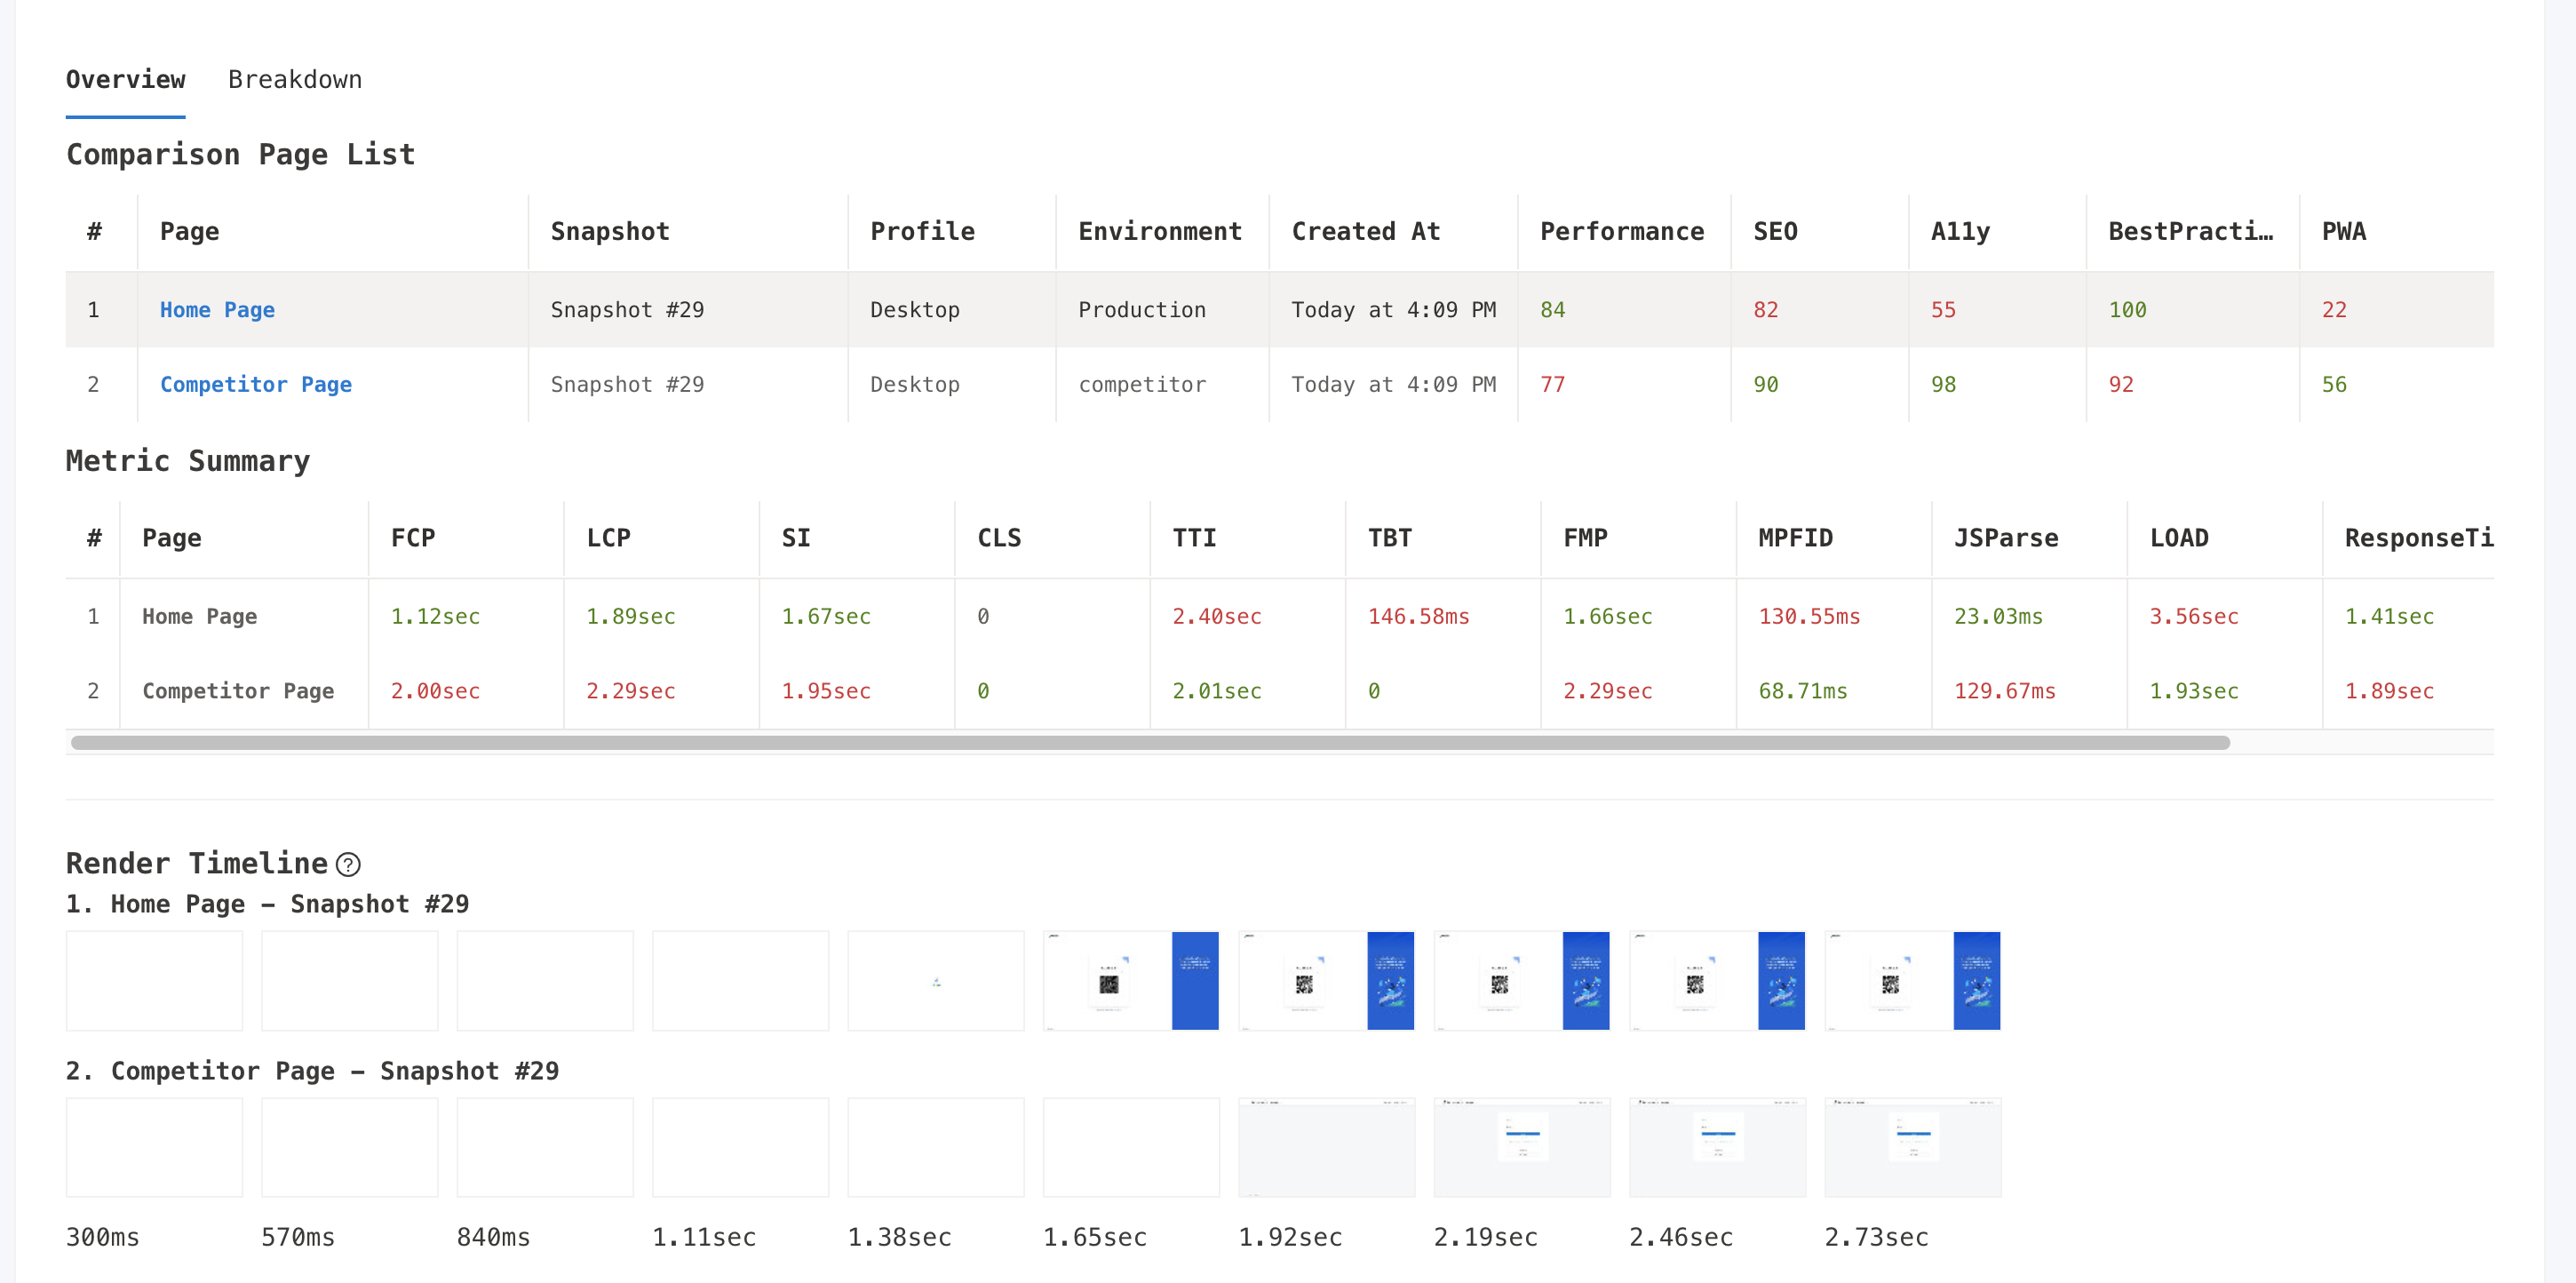 Overview Breakdown
Comparison Page List
# Page Snapshot Profile Environment Created At Performance SEO A11y BestPracti… PWA
1 Home Page Snapshot #29 Desktop Production Today at 4:09 PM 84 82 55 100 22
2 Competitor Page Snapshot #29 Desktop competitor Today at 4:09 PM 77 90 98 92 56
Metric Summary
# Page FCP LCP SI CLS TTI TBT FMP MPFID JSParse LOAD ResponseTi
1 Home Page 1.12sec 1.89sec 1.67sec 0 2.40sec 146.58ms 1.66sec 130.55ms 23.03ms 3.56sec 1.41sec
2 Competitor Page 2.00sec 2.29sec 1.95sec 0 2.01sec 0 2.29sec 68.71ms 129.67ms 1.93sec 1.89sec
Render Timeline ?
1. Home Page – Snapshot #29
2. Competitor Page – Snapshot #29
300ms 570ms 840ms 1.11sec 1.38sec 1.65sec 1.92sec 2.19sec 2.46sec 2.73sec